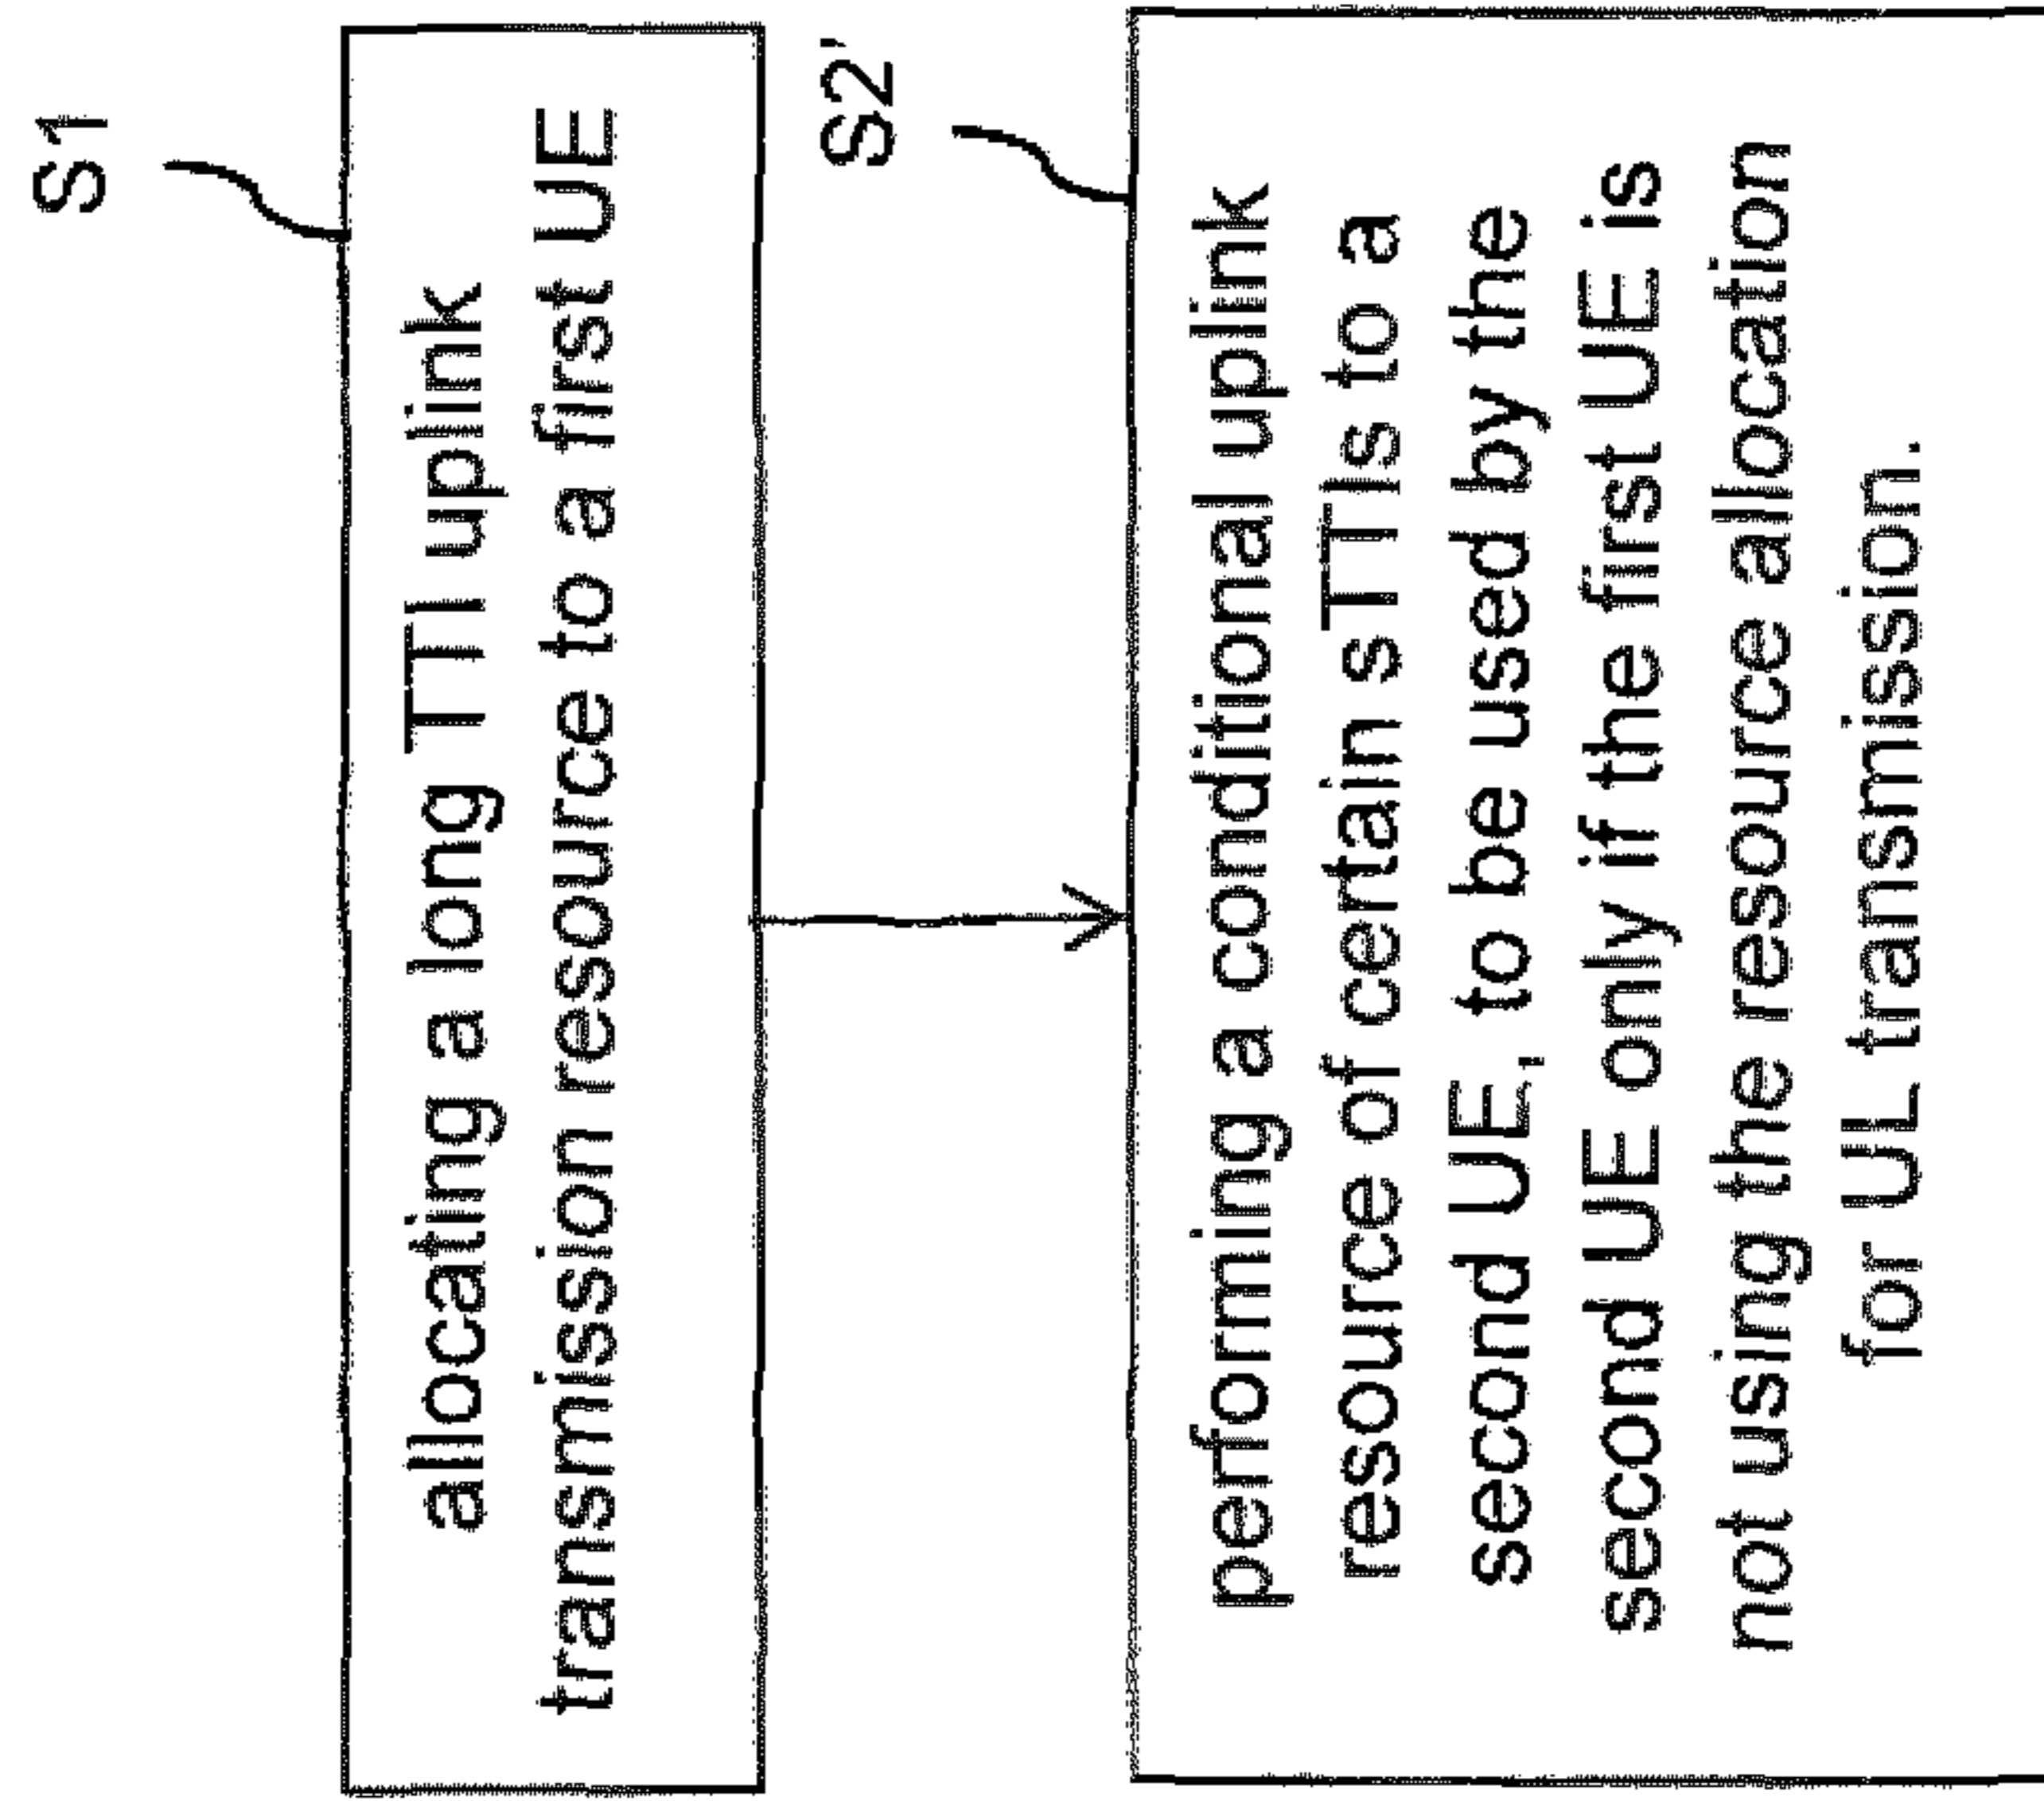 S1
allocating a long TTI uplink
transmission resource to a first UE
S2'
performing a conditional uplink
resource of certain sTTIs to a
second UE, to be used by the
second UE only if the first UE is
not using the resource allocation
for UL transmission.